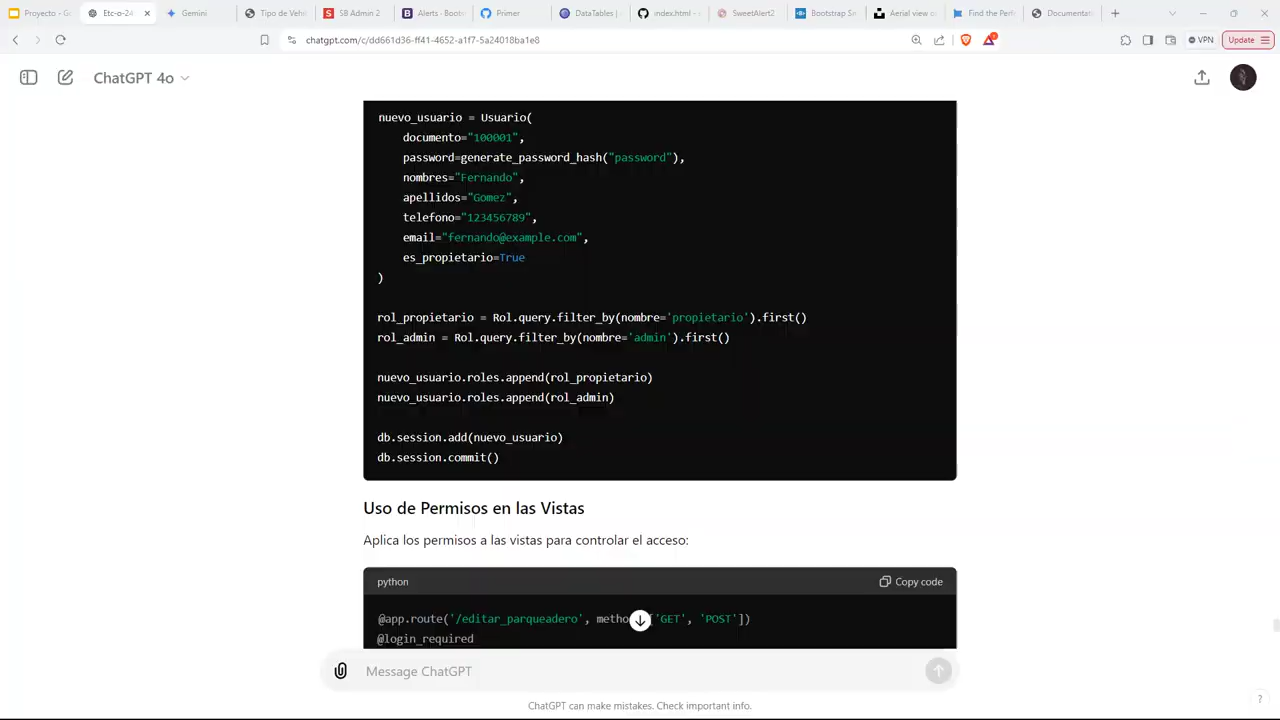 Proyecto - Go
Etc-o-24
Gemini
Tipo de Vehí
SB Admin 2
Alerts · Boot
Primer
DataTables |
index.html –
SweetAlert2
Bootstrap Sn
Aerial view o
Find the Perf
Documentati
chatgpt.com/c/dd661d36-ff41-4652-a1f7-5a24018ba1e8
VPN
Update
ChatGPT 4o
nuevo_usuario = Usuario(
documento="100001",
password=generate_password_hash("password"),
nombres="Fernando",
apellidos="Gomez",
telefono="123456789",
email="fernando@example.com",
es_propietario=True
)
rol_propietario = Rol.query.filter_by(nombre='propietario').first()
rol_admin = Rol.query.filter_by(nombre='admin').first()
nuevo_usuario.roles.append(rol_propietario)
nuevo_usuario.roles.append(rol_admin)
db.session.add(nuevo_usuario)
db.session.commit()
Uso de Permisos en las Vistas
Aplica los permisos a las vistas para controlar el acceso:
python
Copy code
@app.route('/editar_parqueadero', metho 'GET', 'POST'])
@login_required
Message ChatGPT
ChatGPT can make mistakes. Check important info.
?